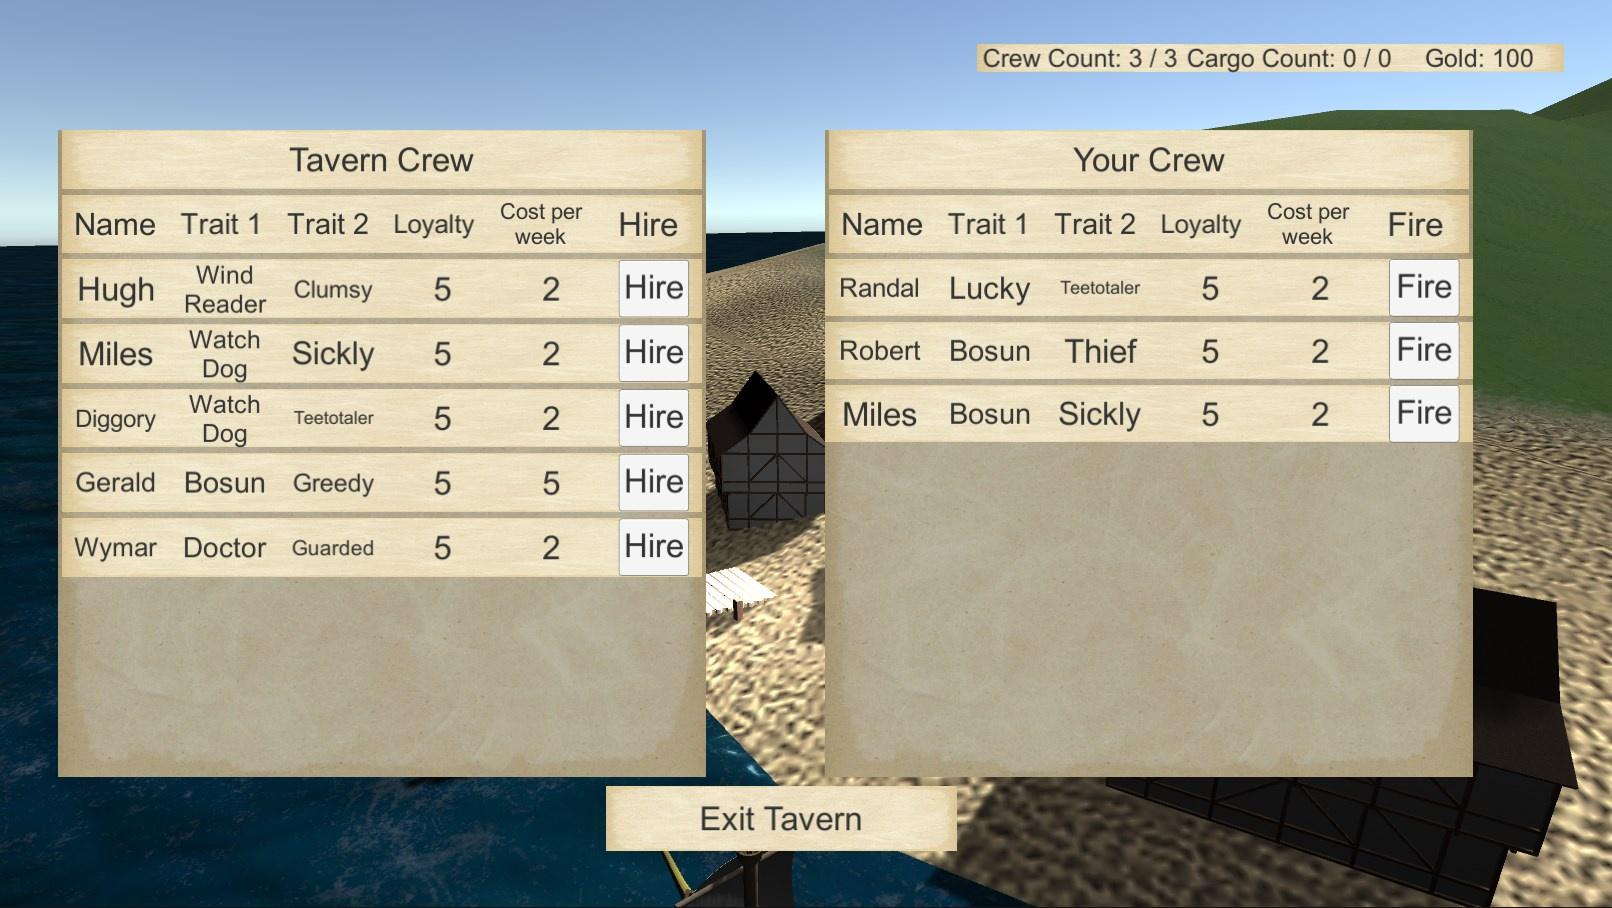 Crew Count: 3 / 3 Cargo Count: 0 / 0 Gold: 100
Tavern Crew
Name Trait 1 Trait 2 Loyalty Cost per week Hire
Hugh Wind Reader Clumsy 5 2 Hire
Miles Watch Dog Sickly 5 2 Hire
Diggory Watch Dog Teetotaler 5 2 Hire
Gerald Bosun Greedy 5 5 Hire
Wymar Doctor Guarded 5 2 Hire
Your Crew
Name Trait 1 Trait 2 Loyalty Cost per week Fire
Randal Lucky Teetotaler 5 2 Fire
Robert Bosun Thief 5 2 Fire
Miles Bosun Sickly 5 2 Fire
Exit Tavern